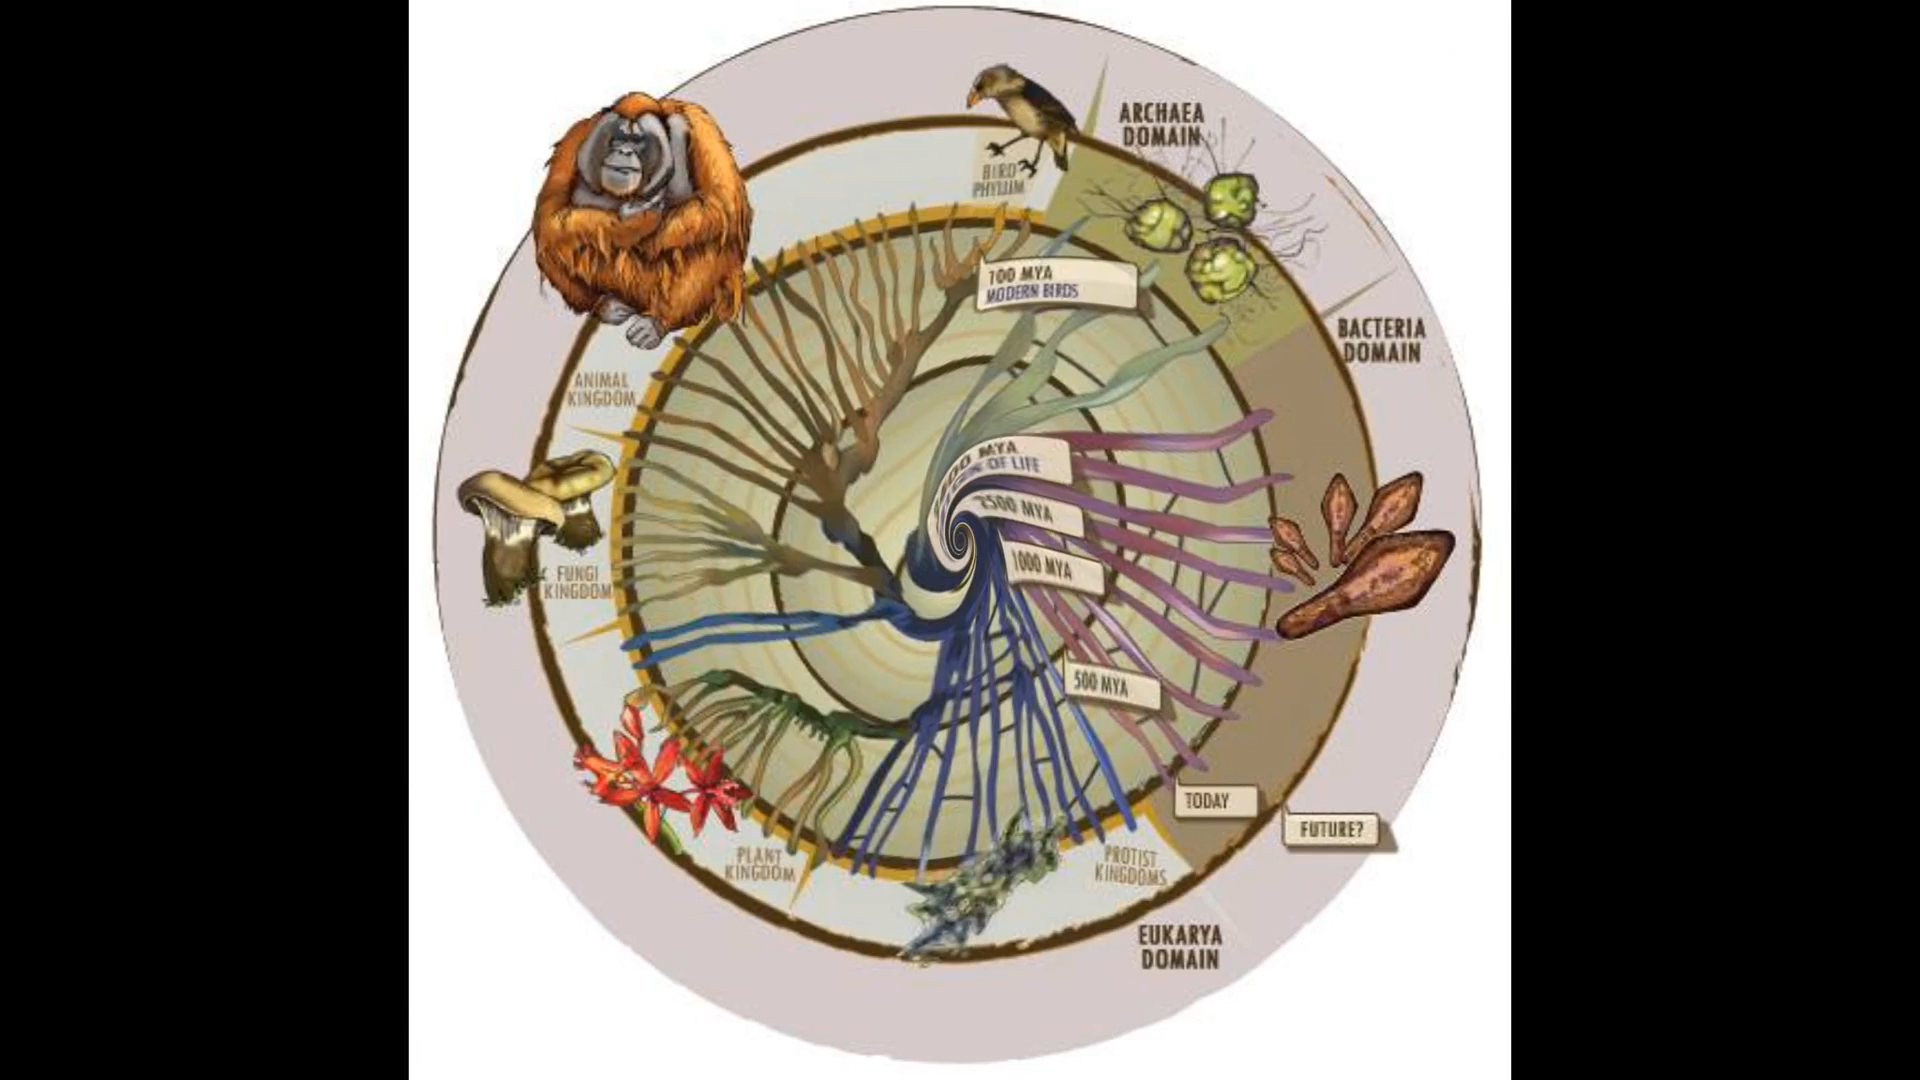 ARCHAEA
DOMAIN
BIRD
PHYLUM
100 MYA
MODERN BIRDS
BACTERIA
DOMAIN
ANIMAL
KINGDOM
MYA
OF LIFE
2500 MYA
1000 MYA
FUNGI
KINGDOM
500 MYA
TODAY
FUTURE?
PLANT
KINGDOM
PROTIST
KINGDOMS
EUKARYA
DOMAIN